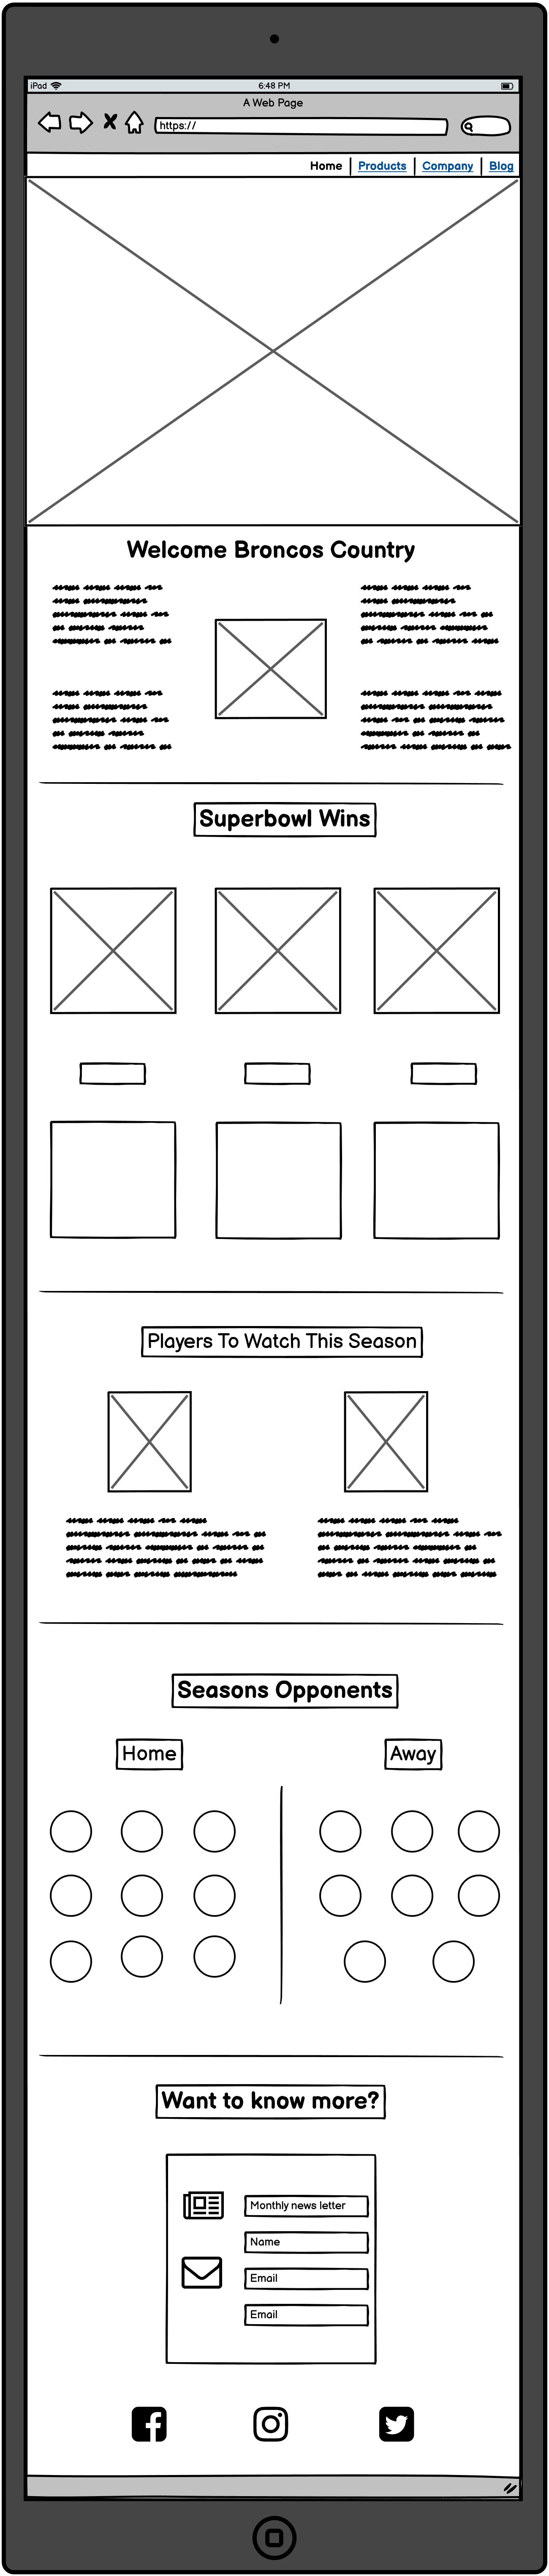 iPad 6:48 PM
A Web Page
https://
Home Products Company Blog
Welcome Broncos Country
Superbowl Wins
Players To Watch This Season
Seasons Opponents
Home Away
Want to know more?
Monthly news letter
Name
Email
Email